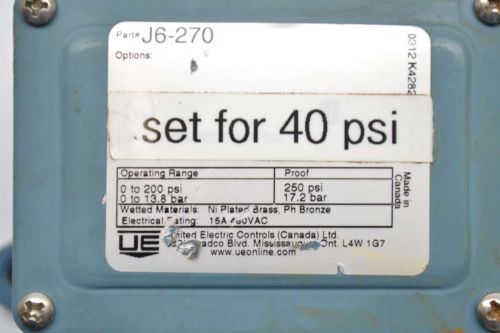 Part# J6-270
Options:
0312 K4282
set for 40 psi
Operating Range Proof
0 to 200 psi 250 psi
0 to 13.8 bar 17.2 bar
Made in
Canada
Wetted Materials: Ni Plated Brass, Ph Bronze
Electrical Rating: 15A 480VAC
UE
United Electric Controls (Canada) Ltd.
Blvd. Mississauga, Ont. L4W 1G7
www.ueonline.com